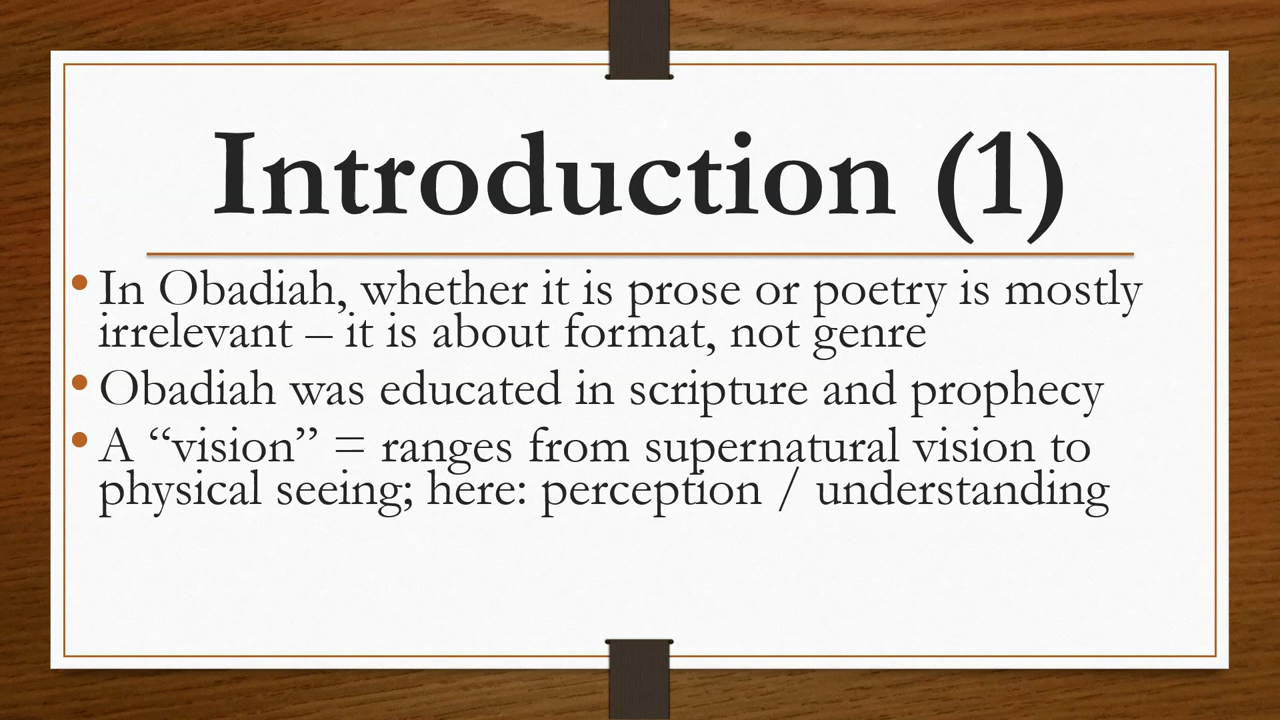 Introduction (1)
• In Obadiah, whether it is prose or poetry is mostly
irrelevant – it is about format, not genre
• Obadiah was educated in scripture and prophecy
• A “vision” = ranges from supernatural vision to
physical seeing; here: perception / understanding